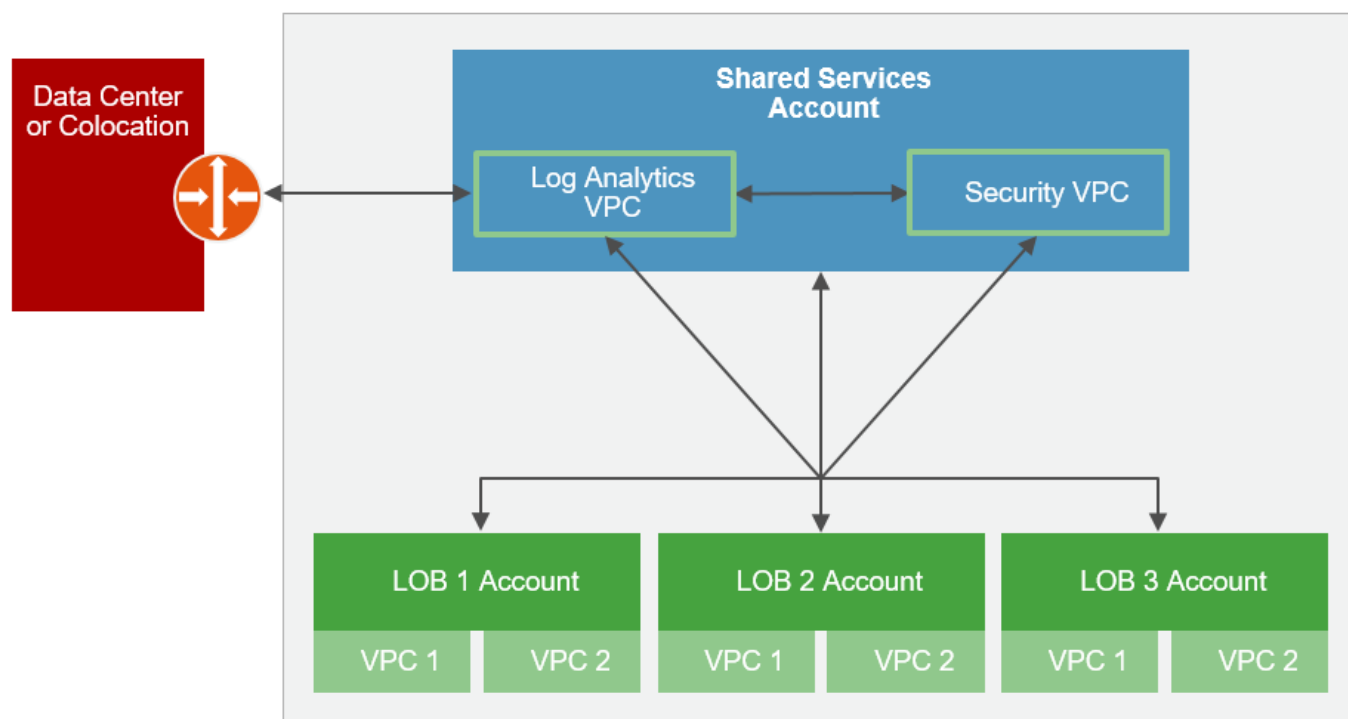 Data Center
or Colocation
Shared Services
Account
Log Analytics
VPC
Security VPC
LOB 1 Account
LOB 2 Account
LOB 3 Account
VPC 1
VPC 2
VPC 1
VPC 2
VPC 1
VPC 2